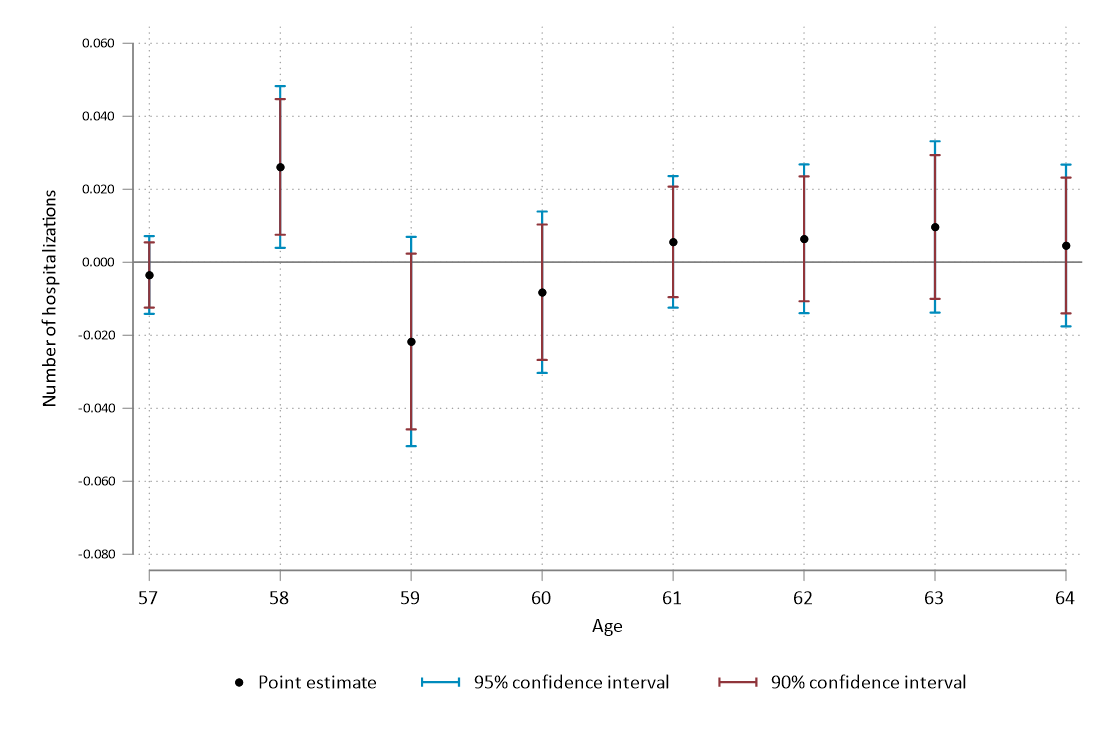 0.060
0.040
0.020
0.000
-0.020
-0.040
-0.060
-0.080
Number of hospitalizations
57 58 59 60 61 62 63 64
Age
Point estimate 95% confidence interval 90% confidence interval